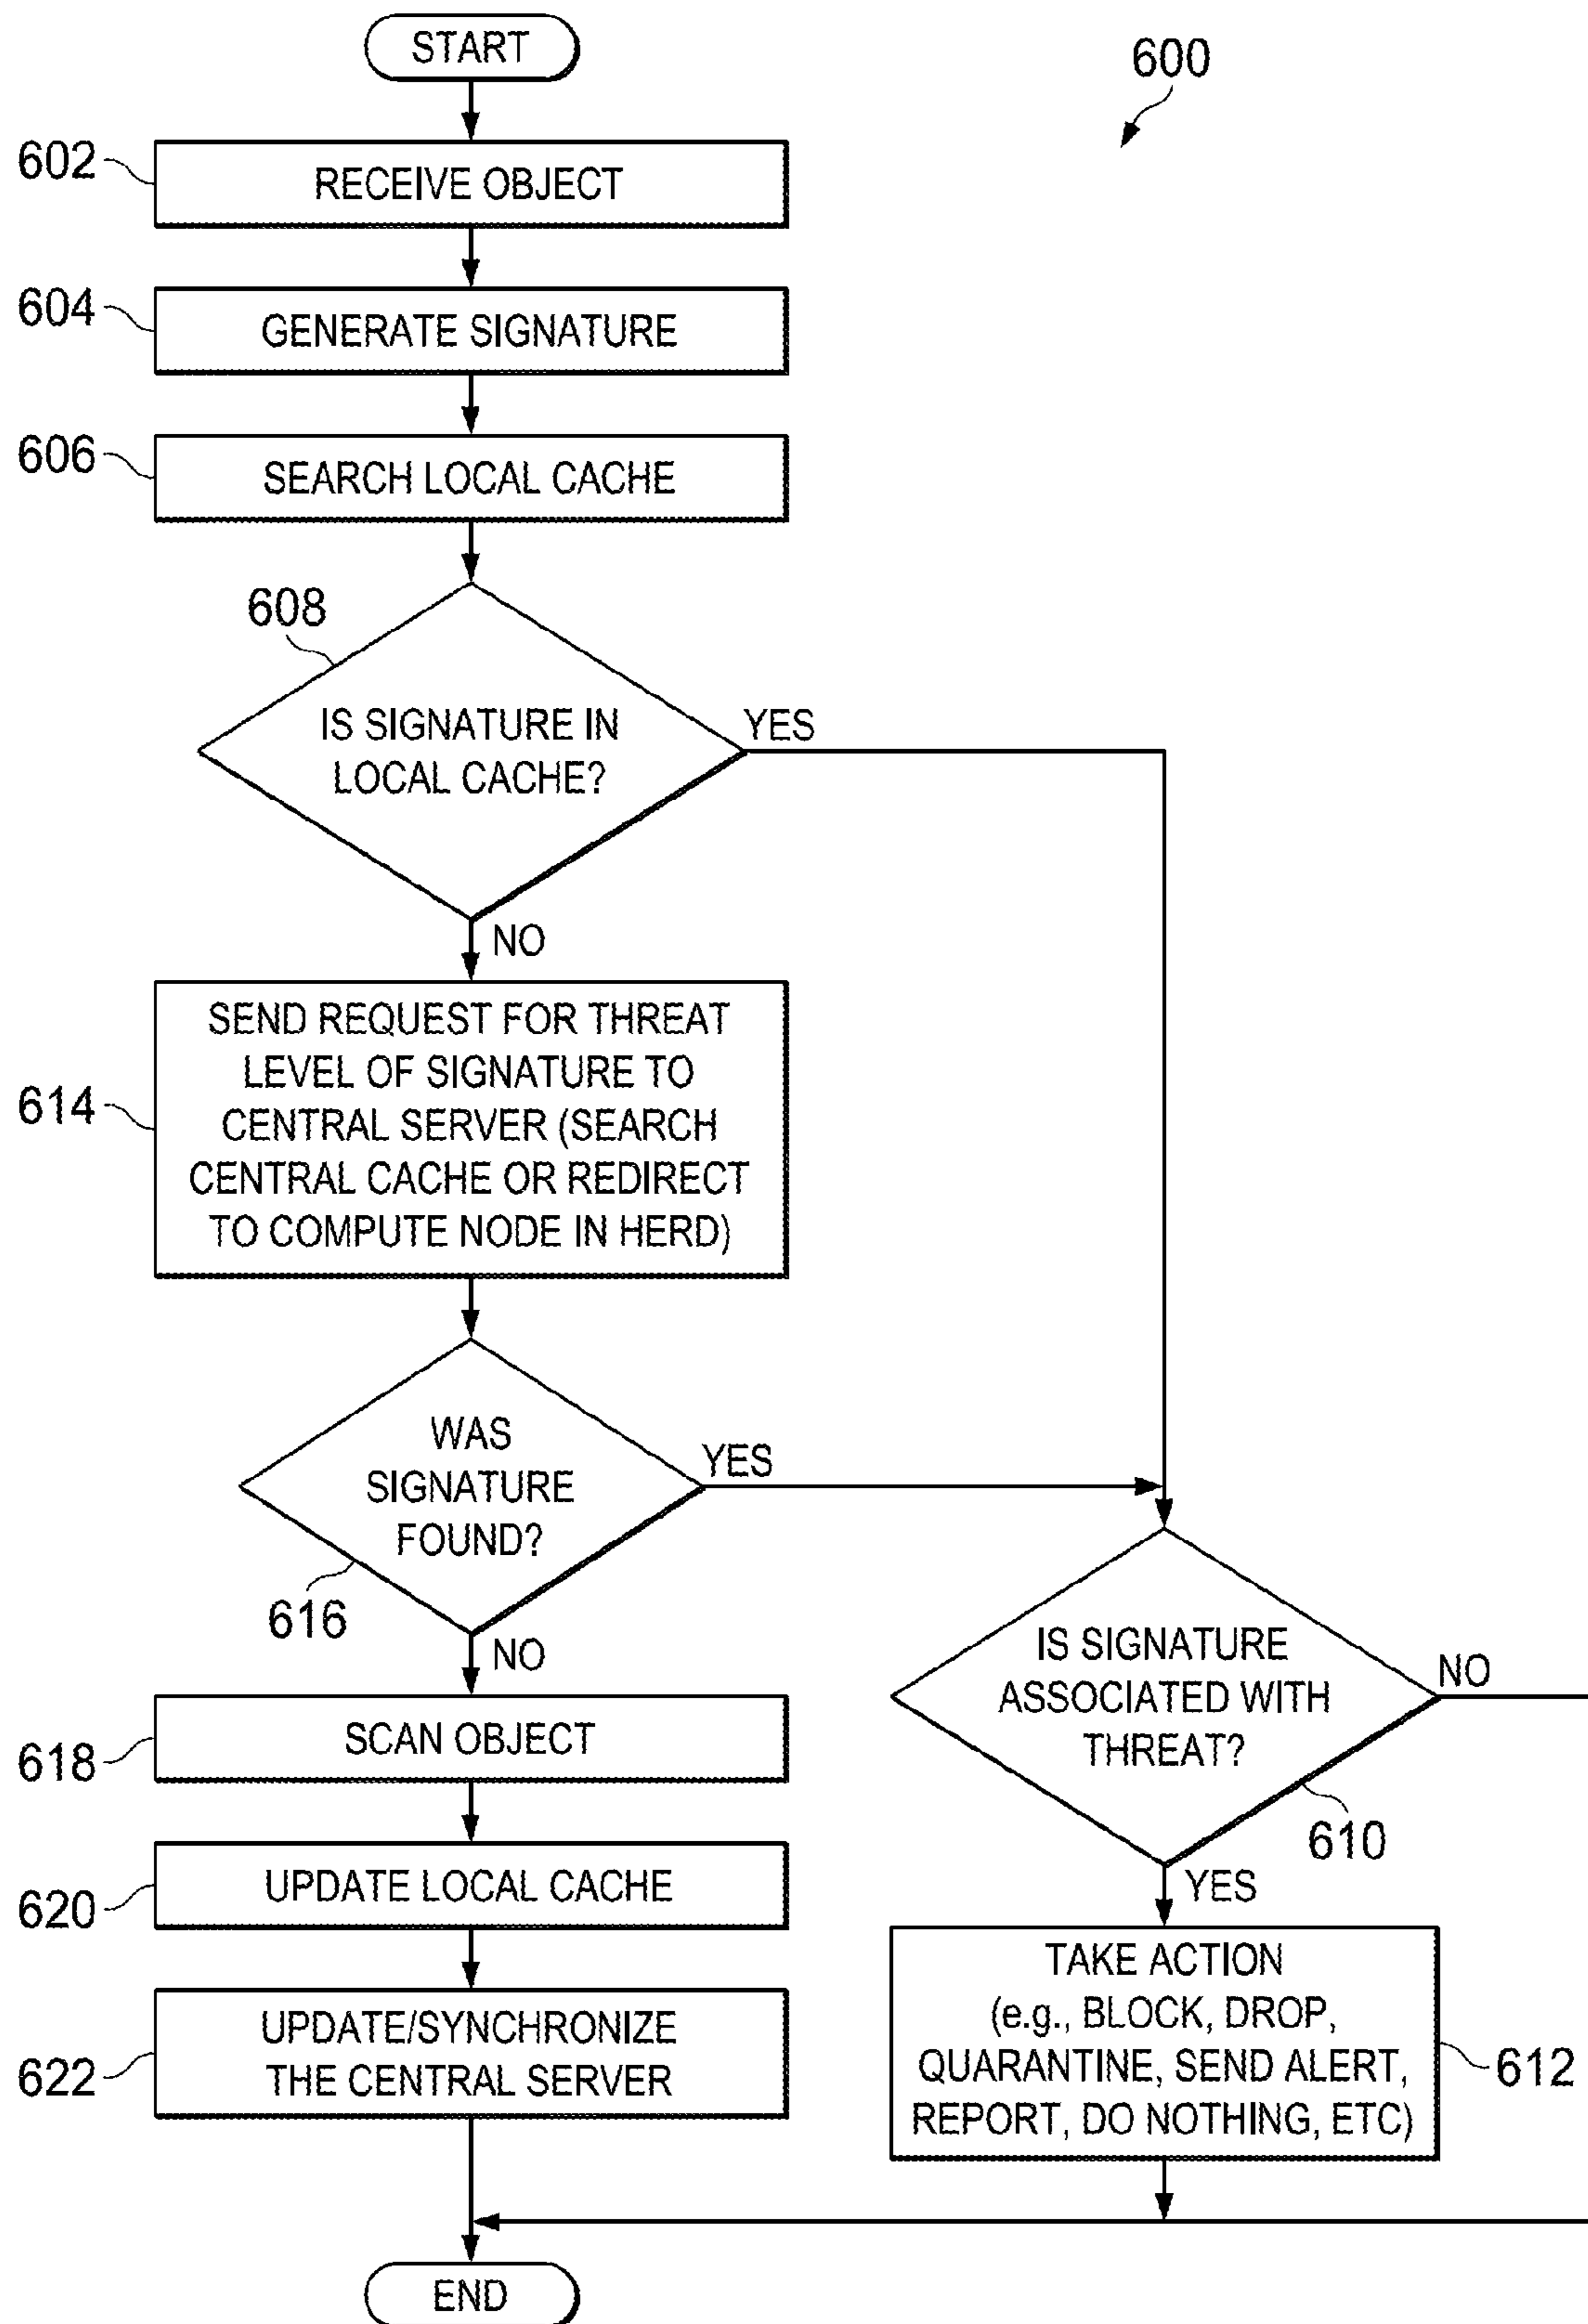 START
600
602
RECEIVE OBJECT
604
GENERATE SIGNATURE
606
SEARCH LOCAL CACHE
608
IS SIGNATURE IN
LOCAL CACHE?
YES
NO
614
SEND REQUEST FOR THREAT
LEVEL OF SIGNATURE TO
CENTRAL SERVER (SEARCH
CENTRAL CACHE OR REDIRECT
TO COMPUTE NODE IN HERD)
WAS
SIGNATURE
FOUND?
YES
616
NO
IS SIGNATURE
ASSOCIATED WITH
THREAT?
NO
610
YES
618
SCAN OBJECT
620
UPDATE LOCAL CACHE
622
UPDATE/SYNCHRONIZE
THE CENTRAL SERVER
TAKE ACTION
(e.g., BLOCK, DROP,
QUARANTINE, SEND ALERT,
REPORT, DO NOTHING, ETC)
612
END